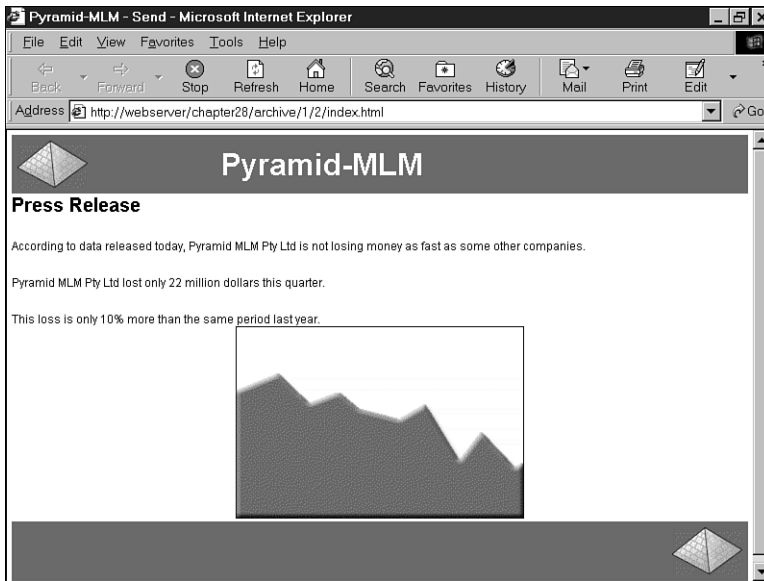 Pyramid-MLM - Send - Microsoft Internet Explorer
File Edit View Favorites Tools Help
Back Forward Stop Refresh Home Search Favorites History Mail Print Edit
Address http://webserver/chapter28/archive/1/2/index.html Go
Pyramid-MLM
Press Release
According to data released today, Pyramid MLM Pty Ltd is not losing money as fast as some other companies.
Pyramid MLM Pty Ltd lost only 22 million dollars this quarter.
This loss is only 10% more than the same period last year.